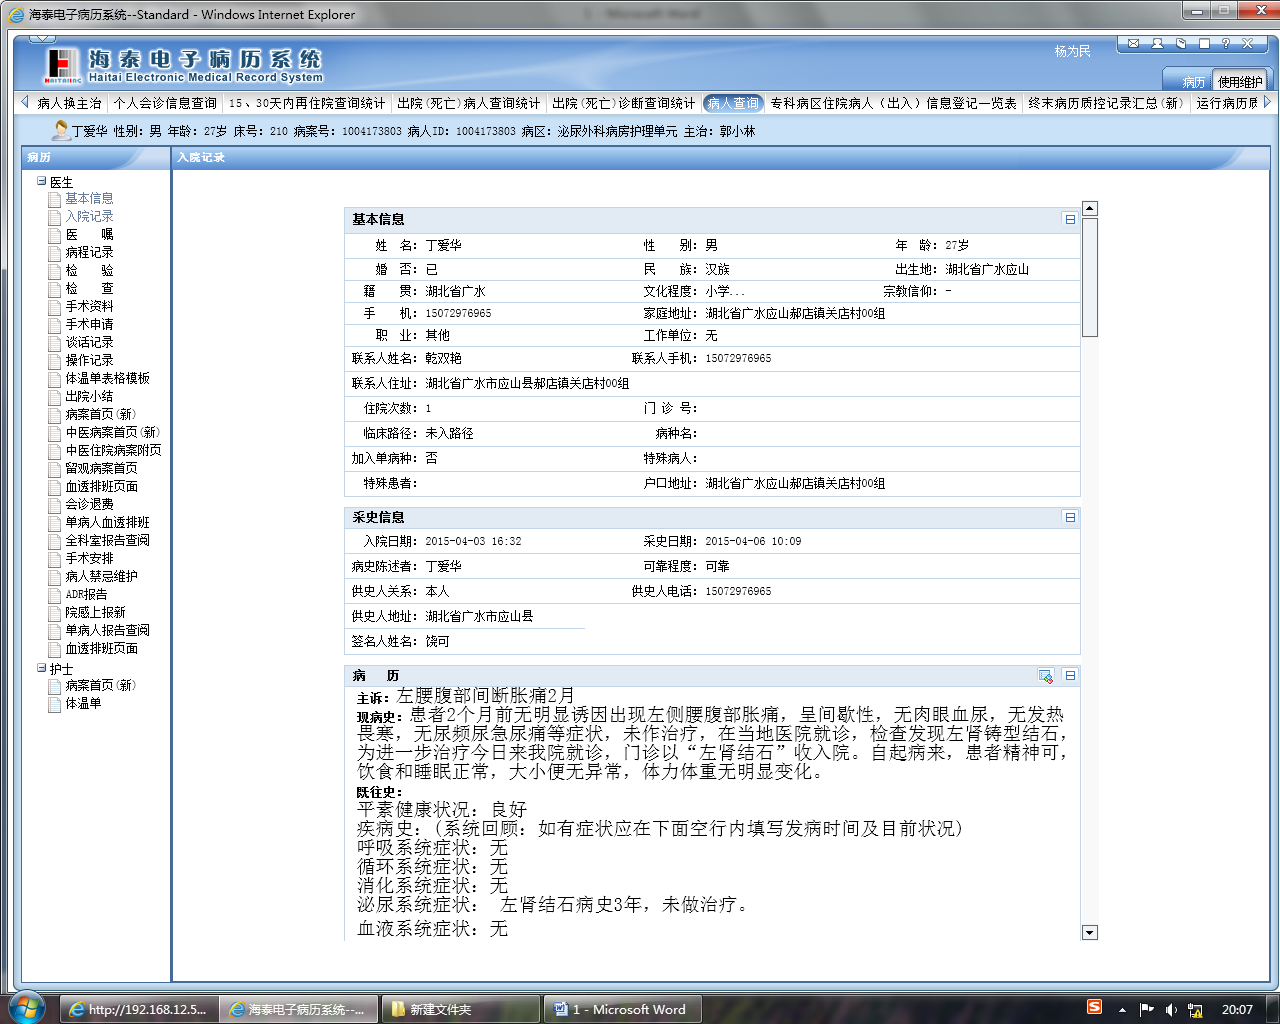 海泰电子病历系统--Standard - Windows Internet Explorer
海泰电子病历系统
HAITAIINC
Haitai Electronic Medical Record System
杨为民
病历 使用维护
病人换主治 个人会诊信息查询 15、30天内再住院查询统计 出院(死亡)病人查询统计 出院(死亡)诊断查询统计 病人查询 专科病区住院病人（出入）信息登记一览表 终末病历质控记录汇总(新) 运行病历质
丁爱华 性别：男 年龄：27岁 床号：210 病案号：1004173803 病人ID：1004173803 病区：泌尿外科病房护理单元 主治：郭小林
病历
医生
基本信息
入院记录
医 嘱
病程记录
检 验
检 查
手术资料
手术申请
谈话记录
操作记录
体温单表格模板
出院小结
病案首页(新)
中医病案首页(新)
中医住院病案附页
留观病案首页
血透排班页面
会诊退费
单病人血透排班
全科室报告查阅
手术安排
病人禁忌维护
ADR报告
院感上报新
单病人报告查阅
血透排班页面
护士
病案首页(新)
体温单
入院记录
基本信息
姓 名：丁爱华 性 别：男 年 龄：27岁
婚 否：已 民 族：汉族 出生地：湖北省广水应山
籍 贯：湖北省广水 文化程度：小学... 宗教信仰：-
手 机：15072976965 家庭地址：湖北省广水应山郝店镇关店村00组
职 业：其他 工作单位：无
联系人姓名：乾双艳 联系人手机：15072976965
联系人住址：湖北省广水市应山县郝店镇关店村00组
住院次数：1 门 诊 号：
临床路径：未入路径 病种名：
加入单病种：否 特殊病人：
特殊患者： 户口地址：湖北省广水应山郝店镇关店村00组
采史信息
入院日期：2015-04-03 16:32 采史日期：2015-04-06 10:09
病史陈述者：丁爱华 可靠程度：可靠
供史人关系：本人 供史人电话：15072976965
供史人地址：湖北省广水市应山县
签名人姓名：饶可
病 历
主诉：左腰腹部间断胀痛2月
现病史：患者2个月前无明显诱因出现左侧腰腹部胀痛，呈间歇性，无肉眼血尿，无发热
畏寒，无尿频尿急尿痛等症状，未作治疗，在当地医院就诊，检查发现左肾铸型结石，
为进一步治疗今日来我院就诊，门诊以“左肾结石”收入院。自起病来，患者精神可，
饮食和睡眠正常，大小便无异常，体力体重无明显变化。
既往史：
平素健康状况：良好
疾病史：(系统回顾：如有症状应在下面空行内填写发病时间及目前状况)
呼吸系统症状：无
循环系统症状：无
消化系统症状：无
泌尿系统症状： 左肾结石病史3年，未做治疗。
血液系统症状：无
http://192.168.12.5... 海泰电子病历系统--... 新建文件夹 1 - Microsoft Word 20:07